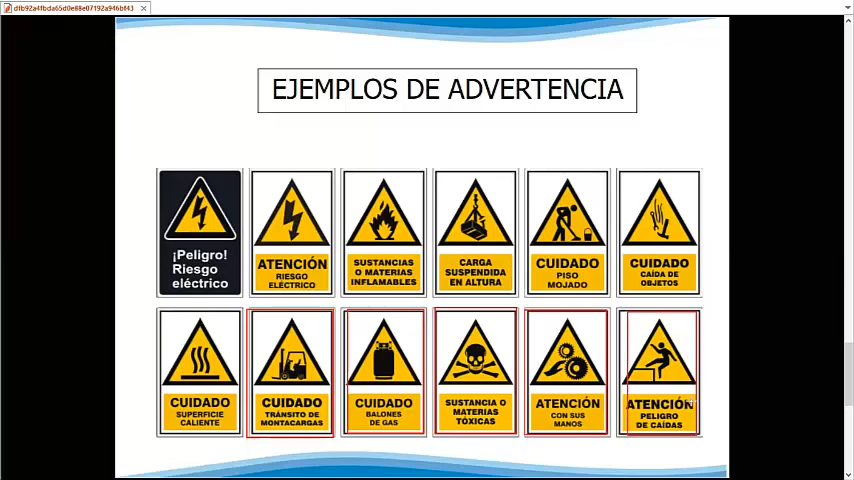 dfb92a4fbda65d0e88e07192a946bf43
EJEMPLOS DE ADVERTENCIA
¡Peligro!
Riesgo
eléctrico
ATENCIÓN
RIESGO
ELÉCTRICO
SUSTANCIAS
O MATERIAS
INFLAMABLES
CARGA
SUSPENDIDA
EN ALTURA
CUIDADO
PISO
MOJADO
CUIDADO
CAÍDA DE
OBJETOS
CUIDADO
SUPERFICIE
CALIENTE
CUIDADO
TRÁNSITO DE
MONTACARGAS
CUIDADO
BALONES
DE GAS
SUSTANCIA O
MATERIAS
TÓXICAS
ATENCIÓN
CON SUS
MANOS
ATENCIÓN
PELIGRO
DE CAÍDAS